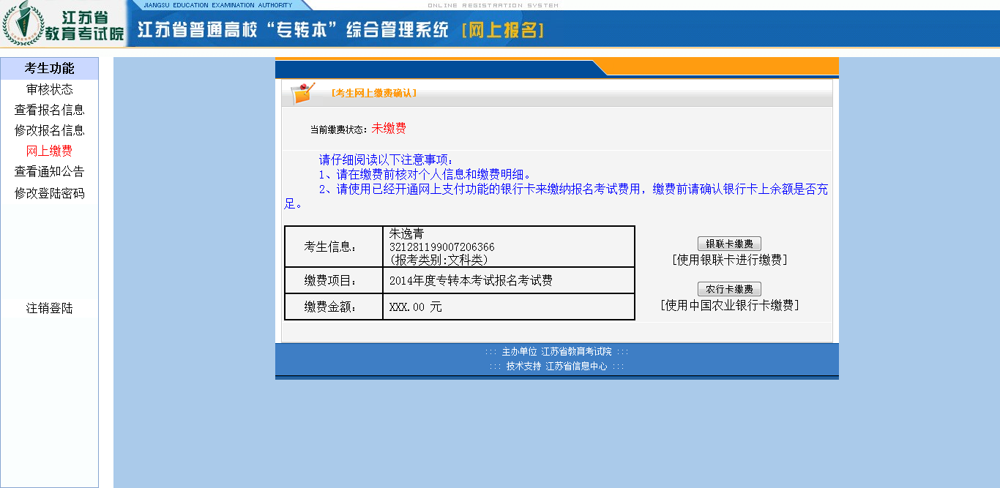 江苏省
教育考试院
JIANGSU EDUCATION EXAMINATION AUTHORITY
ONLINE REGISTRATION SYSTEM
江苏省普通高校“专转本”综合管理系统 [网上报名]
考生功能
审核状态
查看报名信息
修改报名信息
网上缴费
查看通知公告
修改登陆密码
注销登陆
[考生网上缴费确认]
当前缴费状态：未缴费
请仔细阅读以下注意事项：
1、请在缴费前核对个人信息和缴费明细。
2、请使用已经开通网上支付功能的银行卡来缴纳报名考试费用，缴费前请确认银行卡上余额是否充
足。
考生信息：
朱逸青
321281199007206366
(报考类别:文科类)
缴费项目：
2014年度专转本考试报名考试费
缴费金额：
XXX.00 元
银联卡缴费
[使用银联卡进行缴费]
农行卡缴费
[使用中国农业银行卡缴费]
::: 主办单位 江苏省教育考试院 :::
::: 技术支持 江苏省信息中心 :::